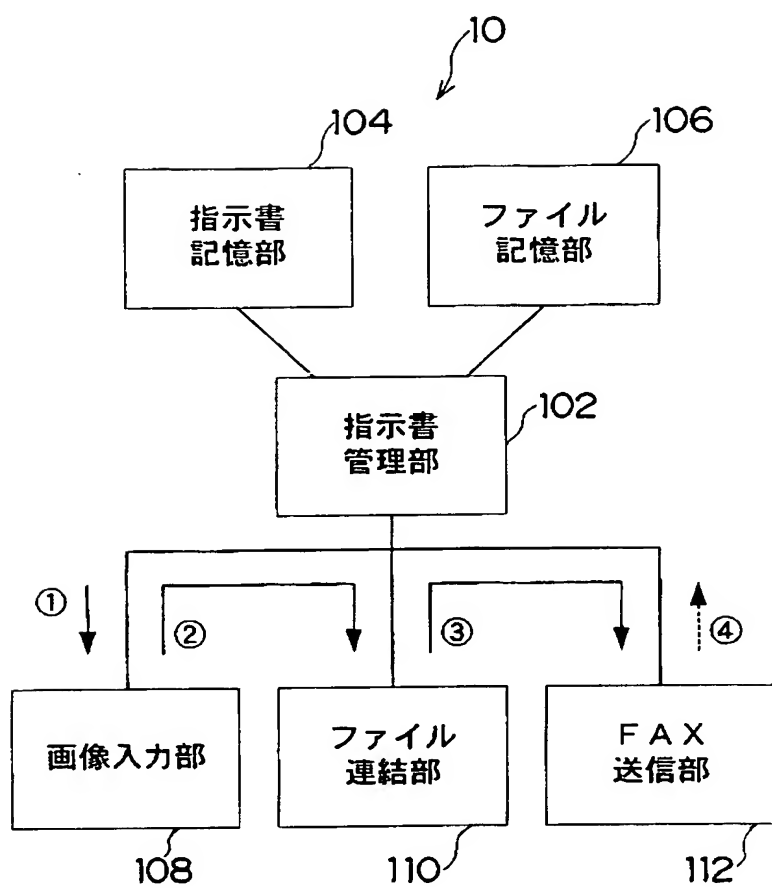 10
104
106
指示書
記憶部
ファイル
記憶部
102
指示書
管理部
① ② ③ ④
画像入力部
ファイル
連結部
FAX
送信部
108
110
112